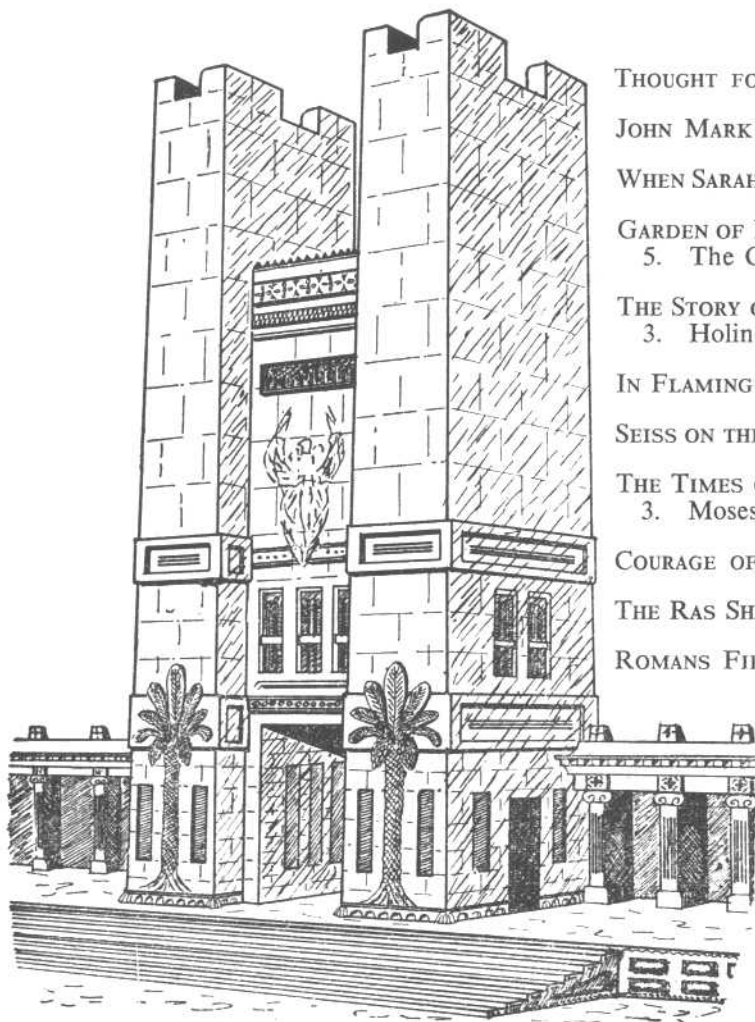 THOUGHT FO
JOHN MARK
WHEN SARAH
GARDEN OF
5. The
THE STORY
3. Holin
IN FLAMING
SEISS ON THE
THE TIMES
3. Moses
COURAGE OF
THE RAS SH
ROMANS FI